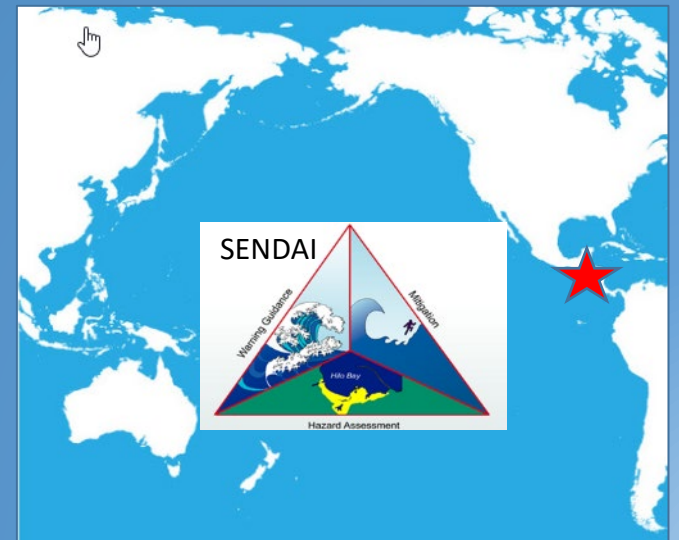 SENDAI
Warning Guidance
Mitigation
Hilo Bay
Hazard Assessment